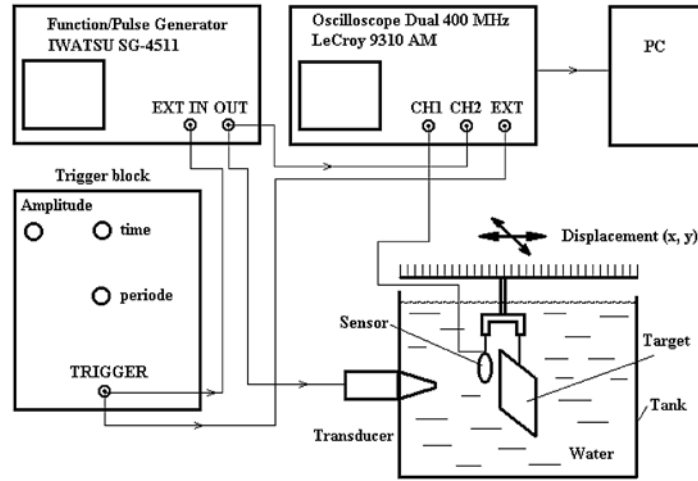 Function/Pulse Generator
IWATSU SG-4511
EXT IN OUT
Oscilloscope Dual 400 MHz
LeCroy 9310 AM
CH1 CH2 EXT
PC
Trigger block
Amplitude
time
periode
TRIGGER
Displacement (x, y)
Sensor
Target
Tank
Transducer
Water